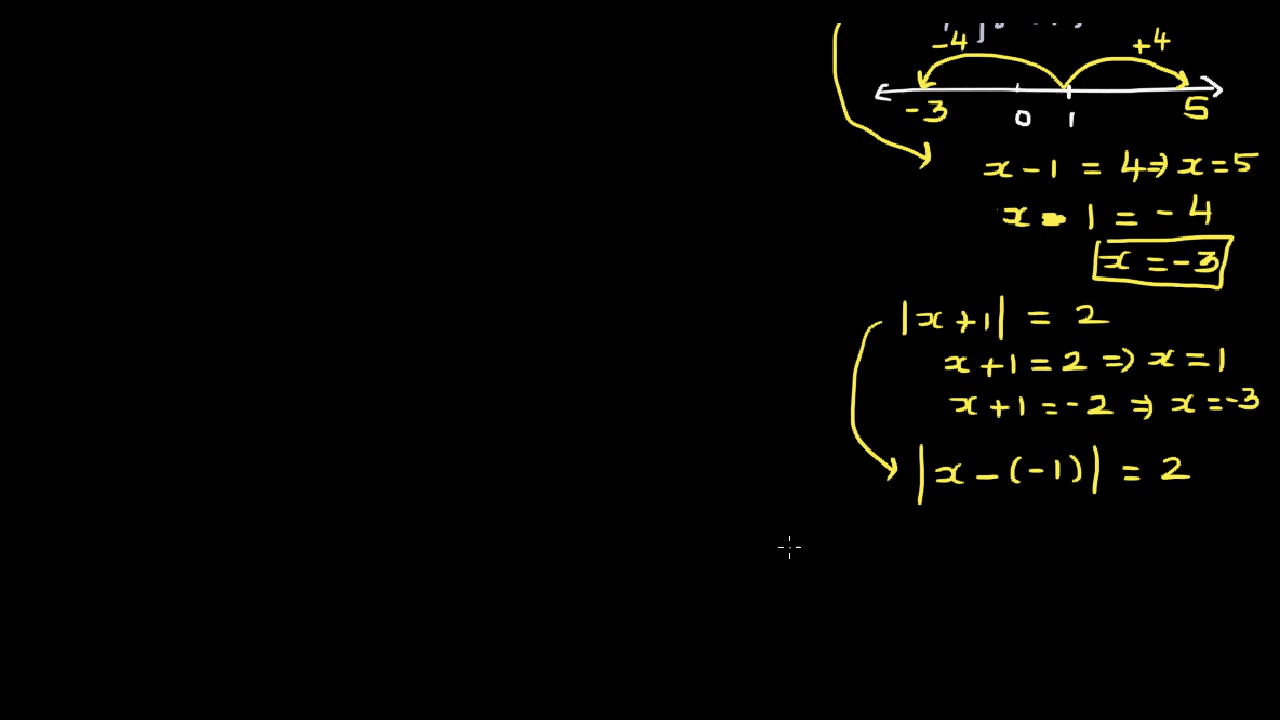 -4 +4
-3 0 1 5
x - 1 = 4 ⇒ x = 5
x - 1 = - 4
x = - 3
|x + 1| = 2
x + 1 = 2 ⇒ x = 1
x + 1 = - 2 ⇒ x = - 3
|x - (- 1)| = 2